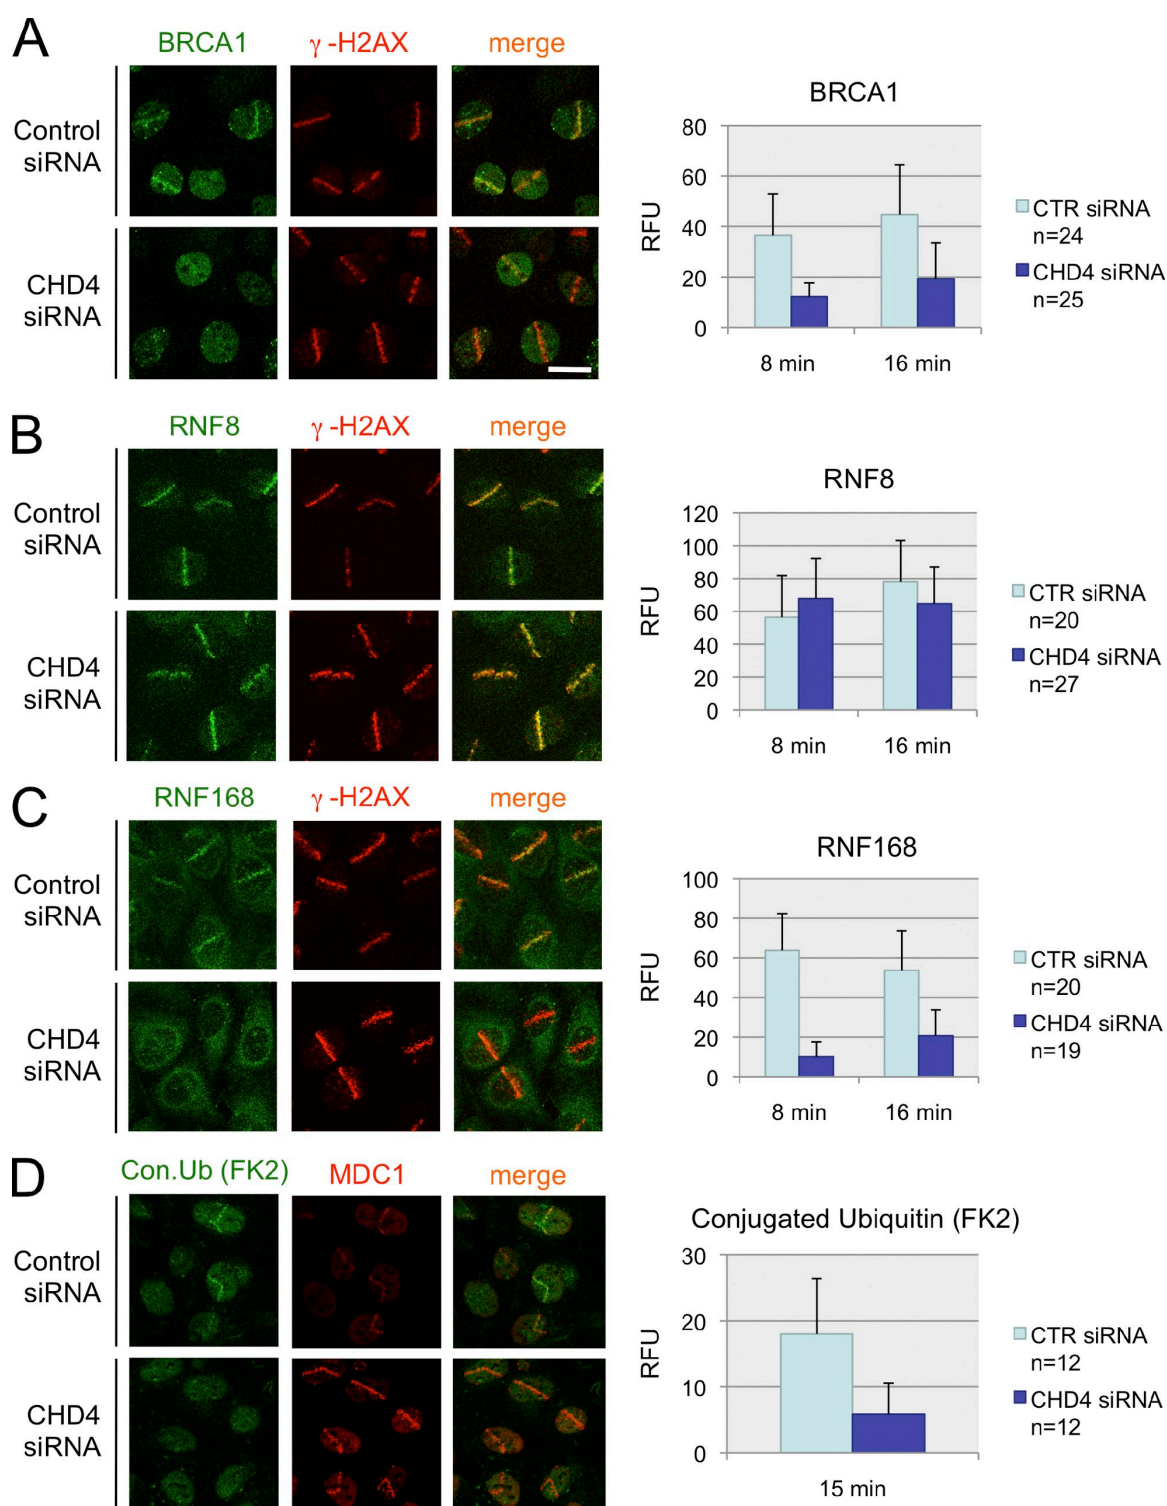 A
BRCA1 γ-H2AX merge
Control
siRNA
CHD4
siRNA
BRCA1
80
60
40
20
0
RFU
8 min 16 min
CTR siRNA
n=24
CHD4 siRNA
n=25
B
RNF8 γ-H2AX merge
Control
siRNA
CHD4
siRNA
RNF8
120
100
80
60
40
20
0
RFU
8 min 16 min
CTR siRNA
n=20
CHD4 siRNA
n=27
C
RNF168 γ-H2AX merge
Control
siRNA
CHD4
siRNA
RNF168
100
80
60
40
20
0
RFU
8 min 16 min
CTR siRNA
n=20
CHD4 siRNA
n=19
D
Con.Ub (FK2) MDC1 merge
Control
siRNA
CHD4
siRNA
Conjugated Ubiquitin (FK2)
30
20
10
0
RFU
15 min
CTR siRNA
n=12
CHD4 siRNA
n=12